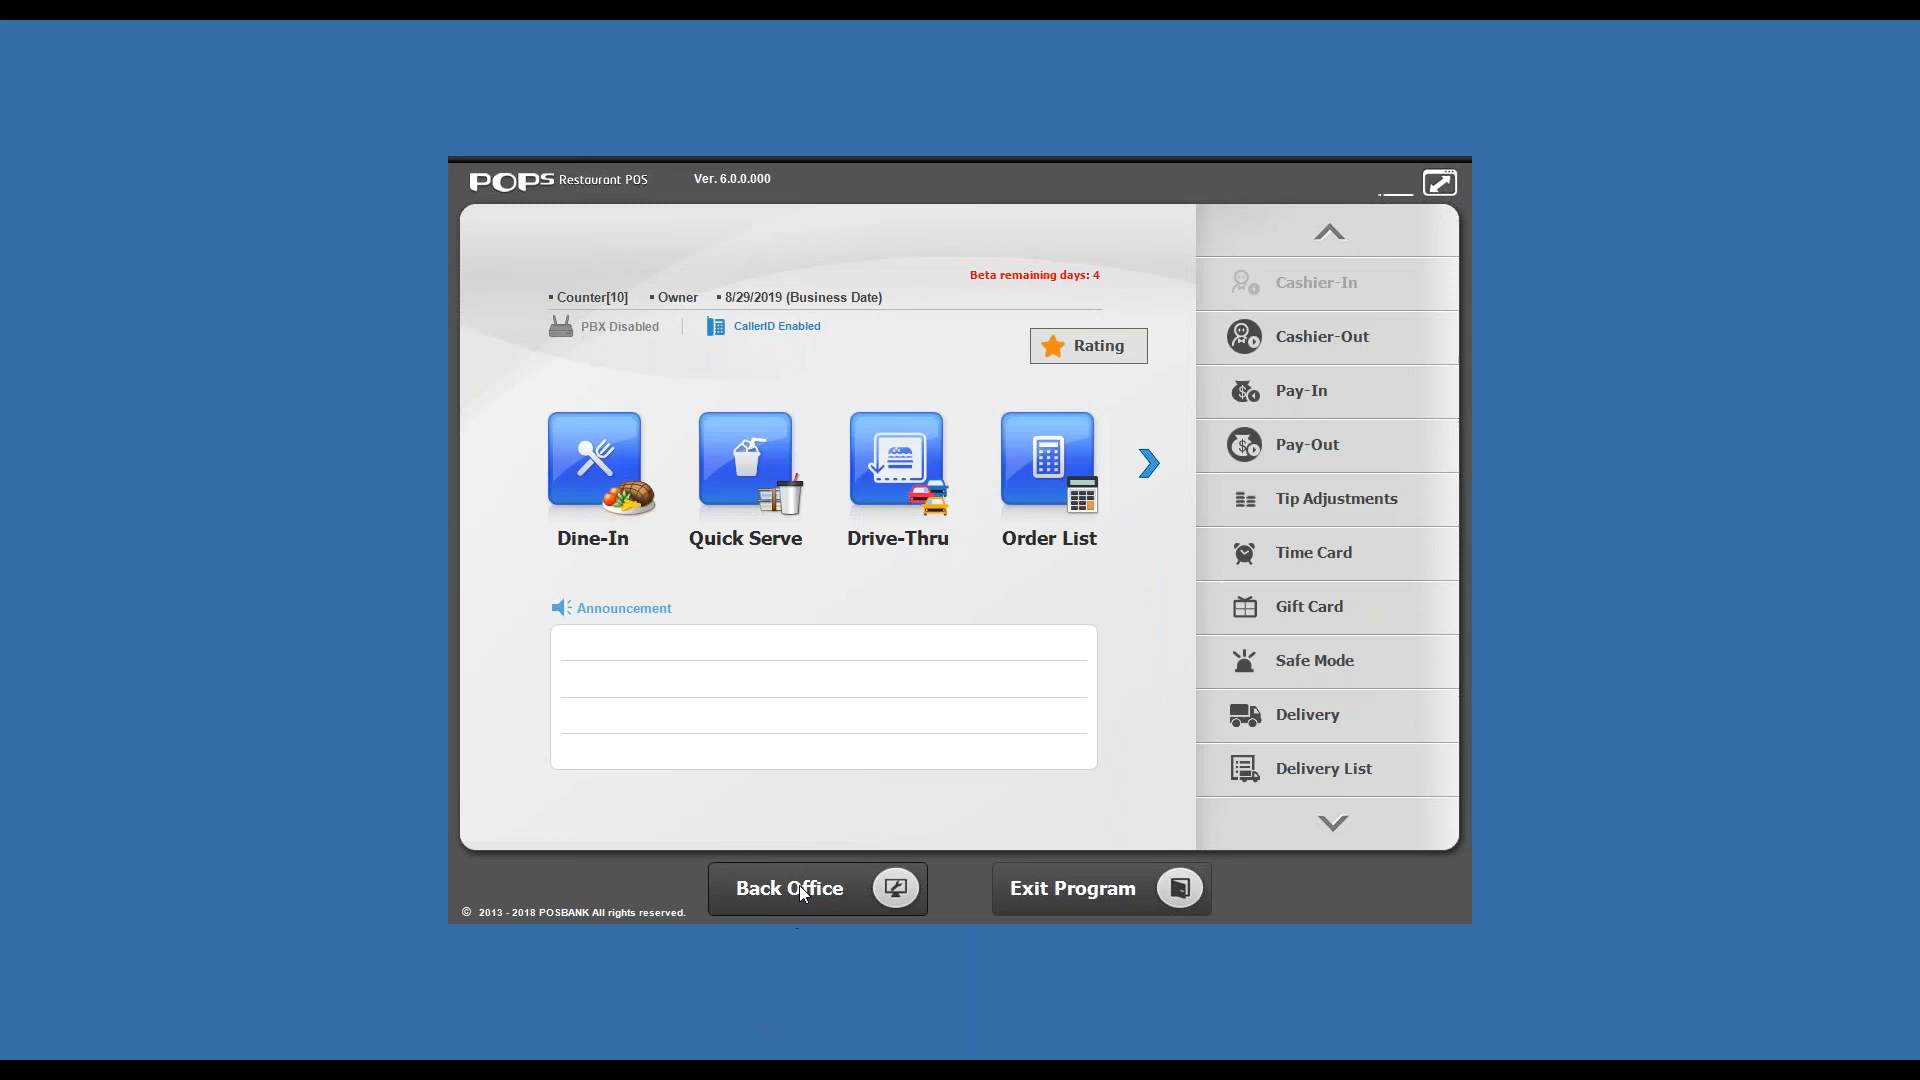 POPS Restaurant POS Ver. 6.0.0.000
Beta remaining days: 4
▪ Counter[10] ▪ Owner ▪ 8/29/2019 (Business Date)
PBX Disabled | CallerID Enabled
Rating
Dine-In Quick Serve Drive-Thru Order List
Announcement
Cashier-In
Cashier-Out
Pay-In
Pay-Out
Tip Adjustments
Time Card
Gift Card
Safe Mode
Delivery
Delivery List
Back Office Exit Program
© 2013 - 2018 POSBANK All rights reserved.